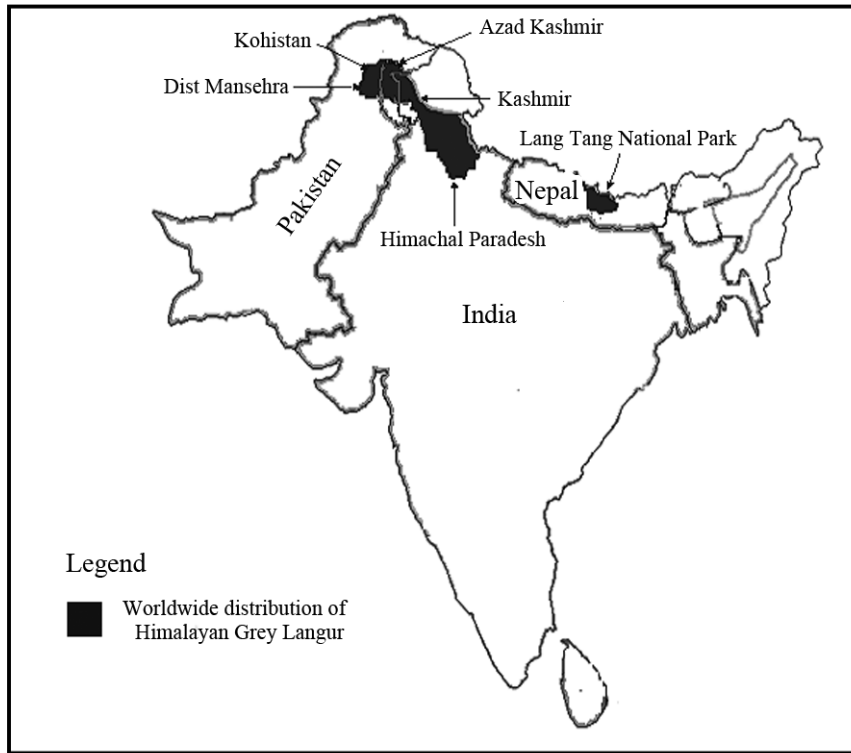 Kohistan
Azad Kashmir
Dist Mansehra
Kashmir
Lang Tang National Park
Pakistan
Nepal
Himachal Paradesh
India
Legend
Worldwide distribution of
Himalayan Grey Langur